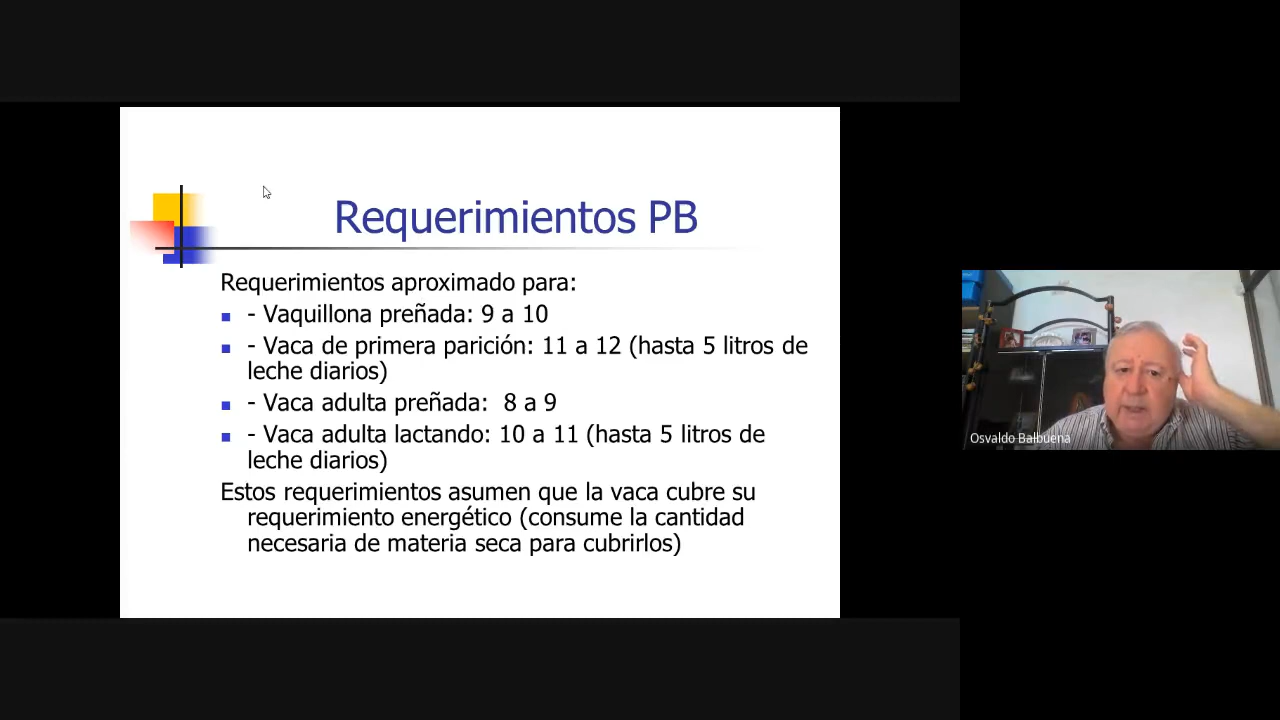 Requerimientos PB
Requerimientos aproximado para:
- Vaquillona preñada: 9 a 10
- Vaca de primera parición: 11 a 12 (hasta 5 litros de
leche diarios)
- Vaca adulta preñada:  8 a 9
- Vaca adulta lactando: 10 a 11 (hasta 5 litros de
leche diarios)
Estos requerimientos asumen que la vaca cubre su
requerimiento energético (consume la cantidad
necesaria de materia seca para cubrirlos)
Osvaldo Balbuena